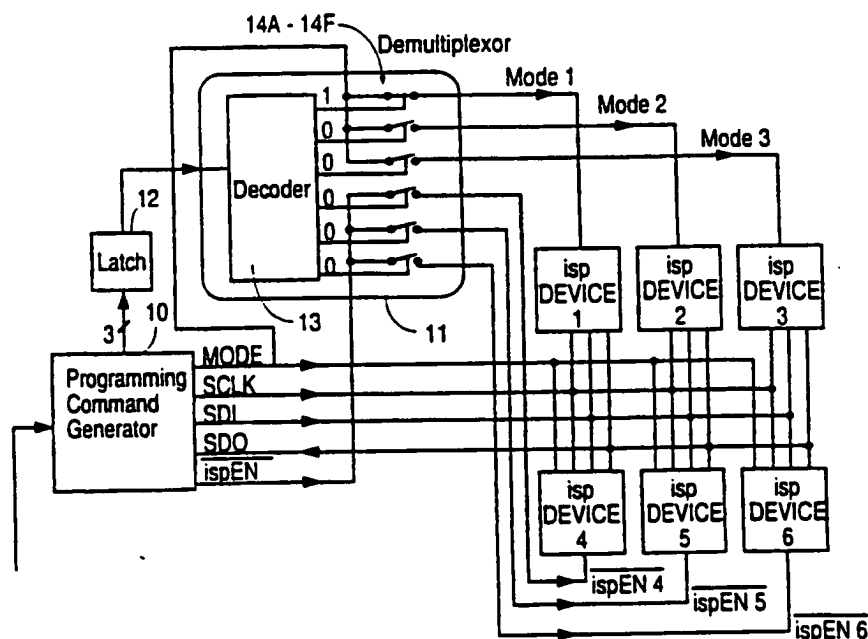 14A - 14F
Demultiplexor
Mode 1
Mode 2
Mode 3
1
0
0
0
0
0
Decoder
12
Latch
3
10
13
11
isp
DEVICE
1
isp
DEVICE
2
isp
DEVICE
3
Programming
Command
Generator
MODE
SCLK
SDI
SDO
ispEN
isp
DEVICE
4
isp
DEVICE
5
isp
DEVICE
6
ispEN 4
ispEN 5
ispEN 6